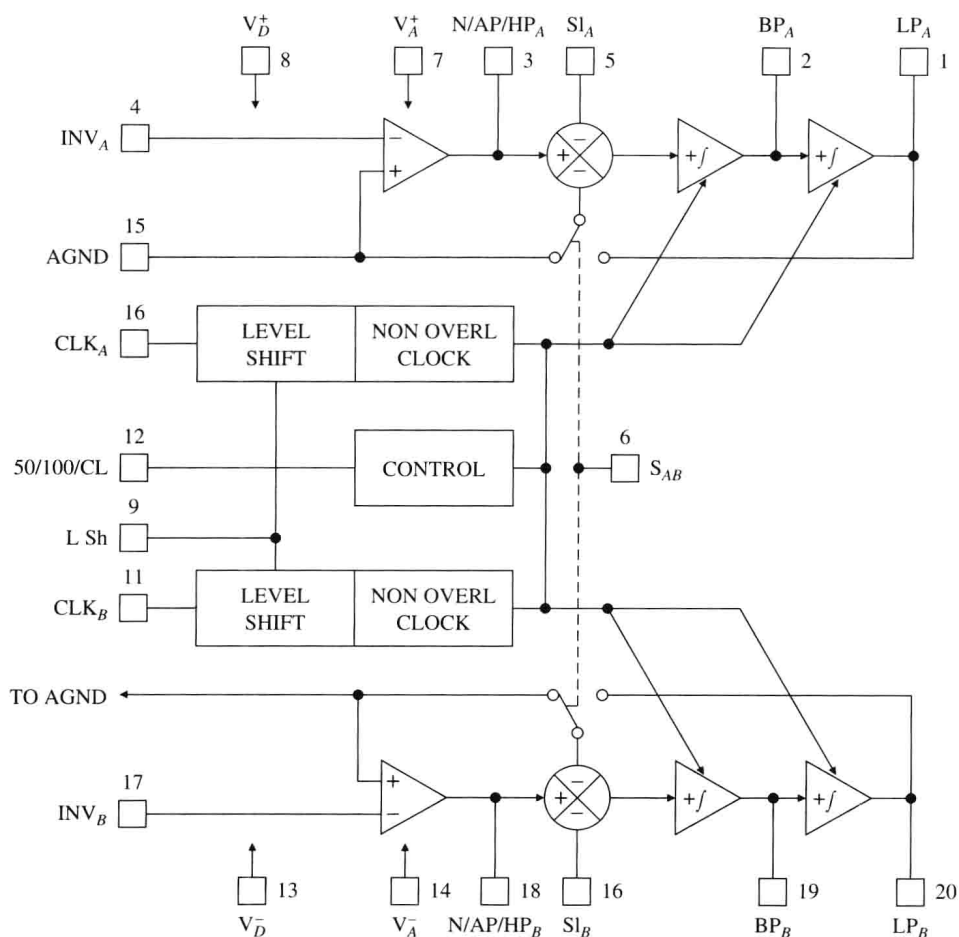 V_D^+ V_A^+ N/AP/HP_A Sl_A BP_A LP_A
8 7 3 5 2 1
4
INV_A
− + + − − +∫ +∫
15
AGND
16
CLK_A LEVEL SHIFT NON OVERL CLOCK
12
50/100/CL CONTROL
6
S_AB
9
L Sh
11
CLK_B LEVEL SHIFT NON OVERL CLOCK
TO AGND
17
INV_B
+ − + − − +∫ +∫
13 14 18 16 19 20
V_D^− V_A^− N/AP/HP_B Sl_B BP_B LP_B